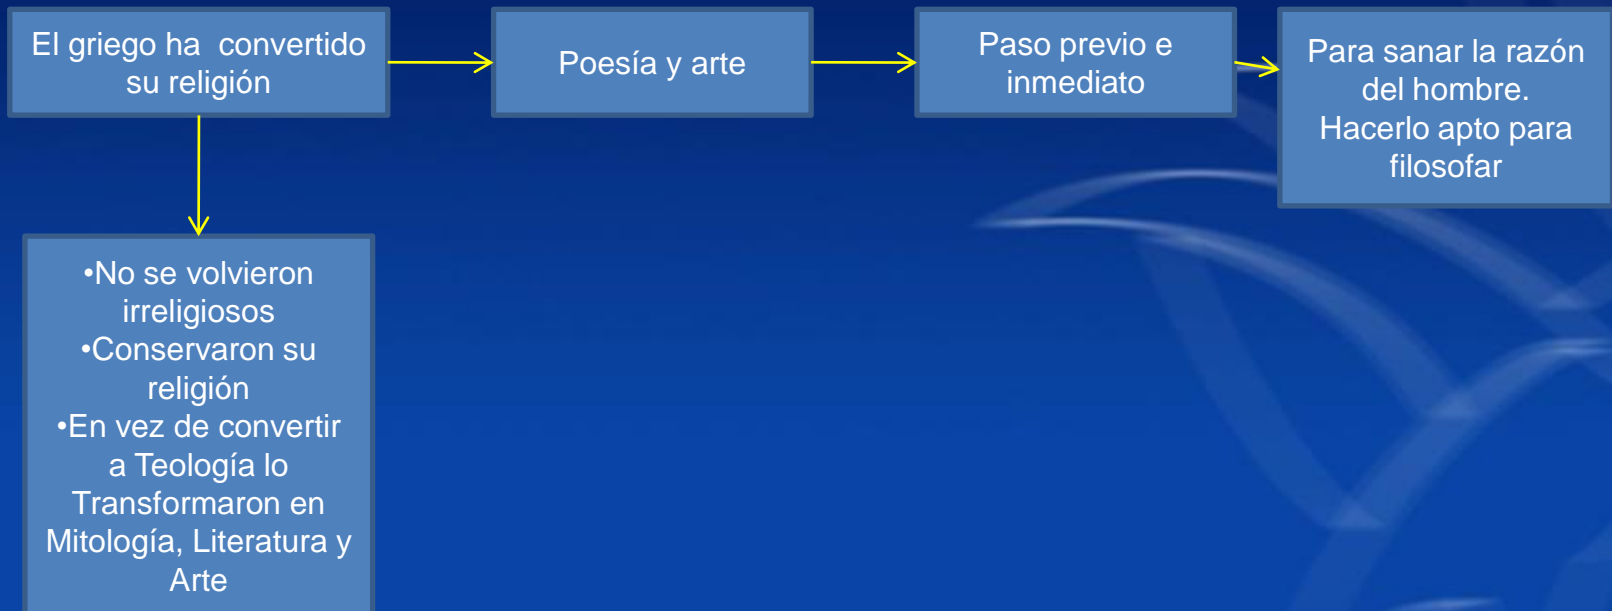 El griego ha  convertido
su religión
Poesía y arte
Paso previo e
inmediato
Para sanar la razón
del hombre.
Hacerlo apto para
filosofar
•No se volvieron
irreligiosos
•Conservaron su
religión
•En vez de convertir
a Teología lo
Transformaron en
Mitología, Literatura y
Arte